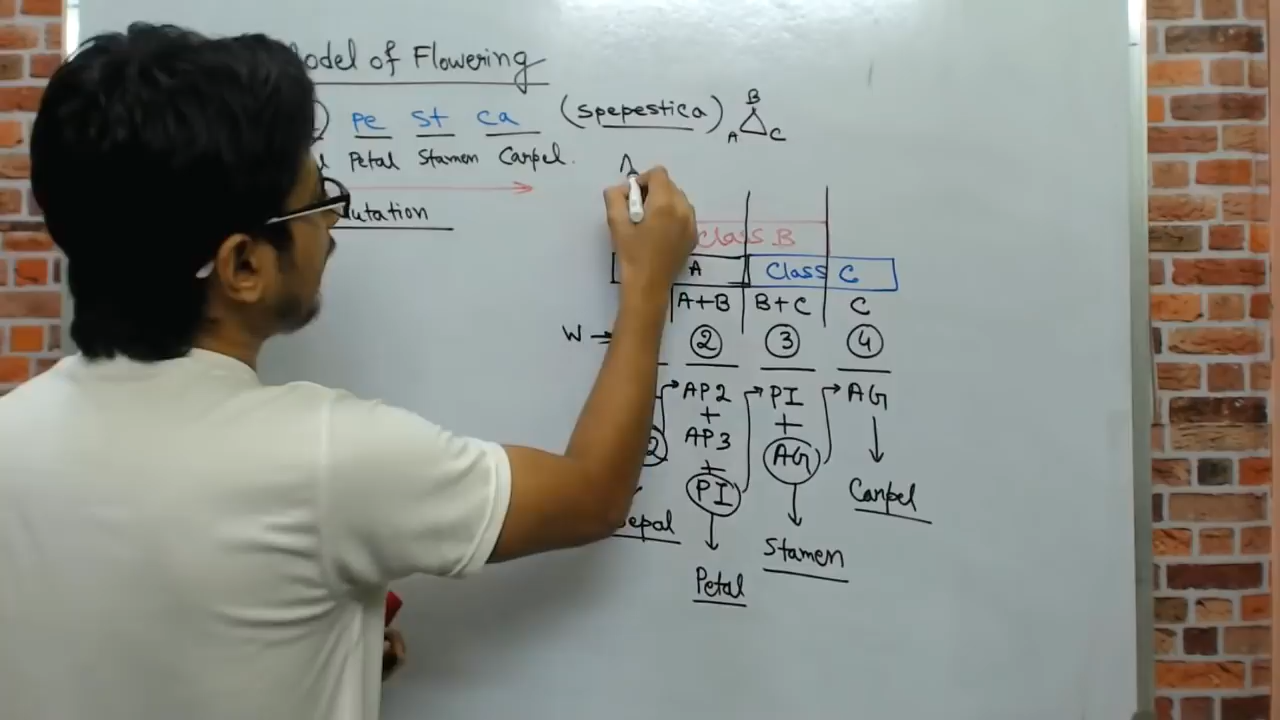 odel of Flowering
Pe St Ca (Spepestica) B
A C
Petal Stamen Carpel.
A
utation
Class B
A Class C
A+B B+C C
W → 2 3 4
AP2 PI AG
+ +
AP3 AG
+
PI
Carpel
Sepal
Stamen
Petal